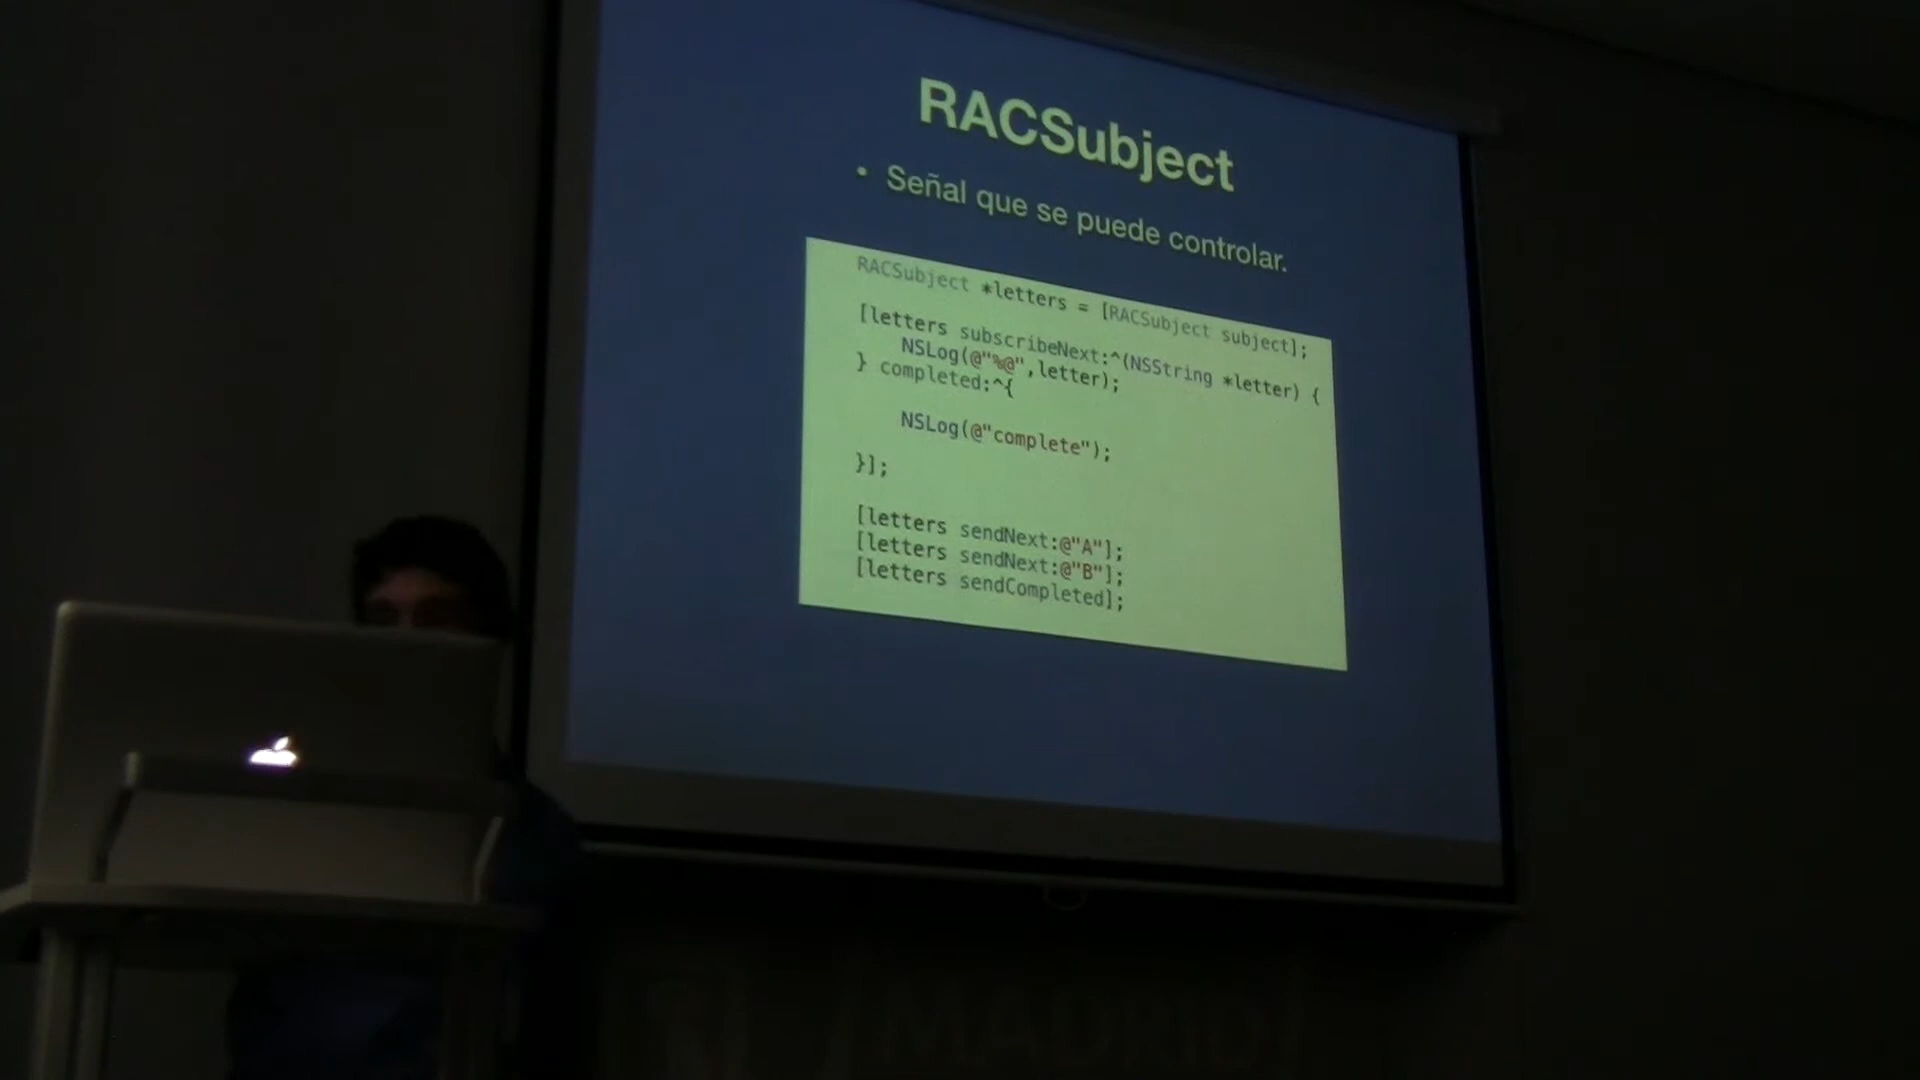 RACSubject
• Señal que se puede controlar.
RACSubject *letters = [RACSubject subject];
[letters subscribeNext:^(NSString *letter) {
NSLog(@"%@",letter);
} completed:^{
NSLog(@"complete");
}];
[letters sendNext:@"A"];
[letters sendNext:@"B"];
[letters sendCompleted];
MADRID